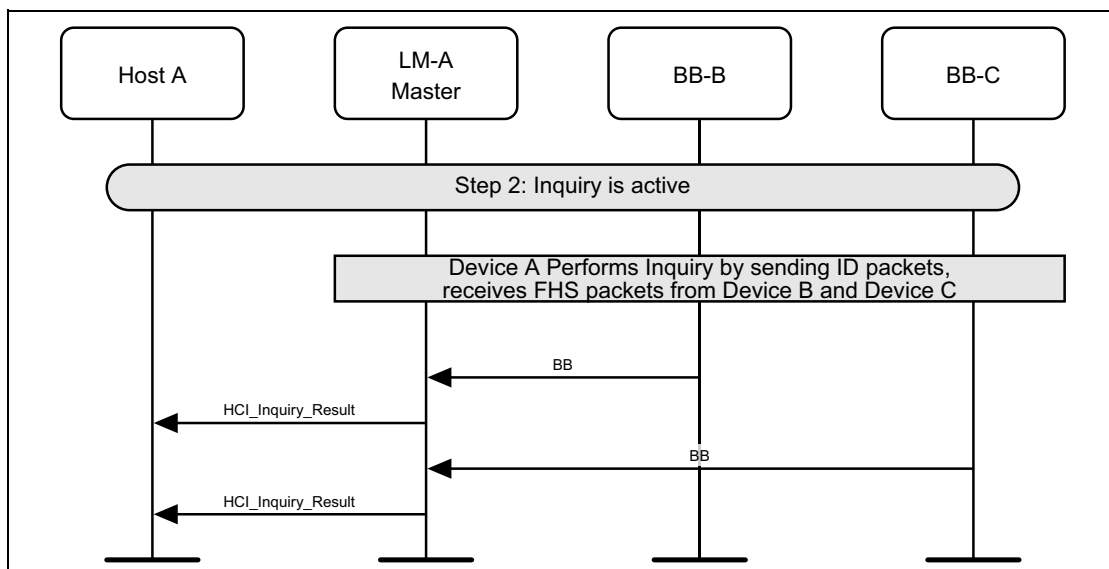 Host A
LM-A
Master
BB-B
BB-C
Step 2: Inquiry is active
Device A Performs Inquiry by sending ID packets,
receives FHS packets from Device B and Device C
BB
HCI_Inquiry_Result
BB
HCI_Inquiry_Result